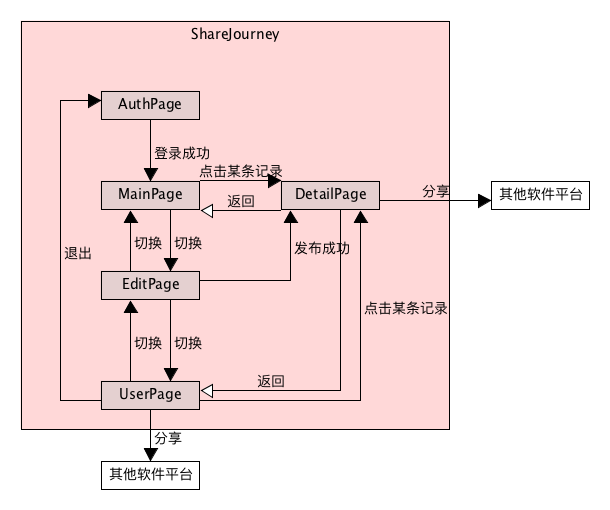 ShareJourney
AuthPage
登录成功
点击某条记录
MainPage
DetailPage
分享
其他软件平台
返回
切换
切换
发布成功
退出
EditPage
点击某条记录
切换
切换
返回
UserPage
分享
其他软件平台